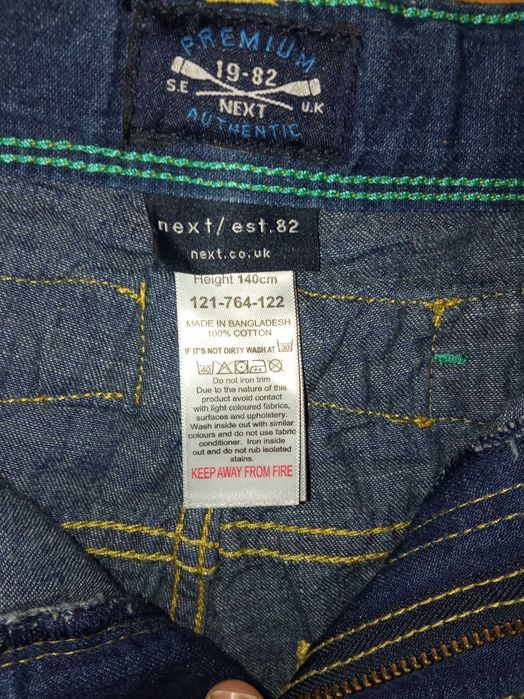 PREMIUM
19-82
S.E
U.K
NEXT
AUTHENTIC
next/est.82
next.co.uk
Height 140cm
121-764-122
MADE IN BANGLADESH
100% COTTON
IF IT'S NOT DIRTY WASH AT 30
40
Do not iron trim
Due to the nature of this
product avoid contact
with light coloured fabrics,
surfaces and upholstery.
Wash inside out with similar
colours and do not use fabric
conditioner. Iron inside
out and do not rub isolated
stains.
KEEP AWAY FROM FIRE